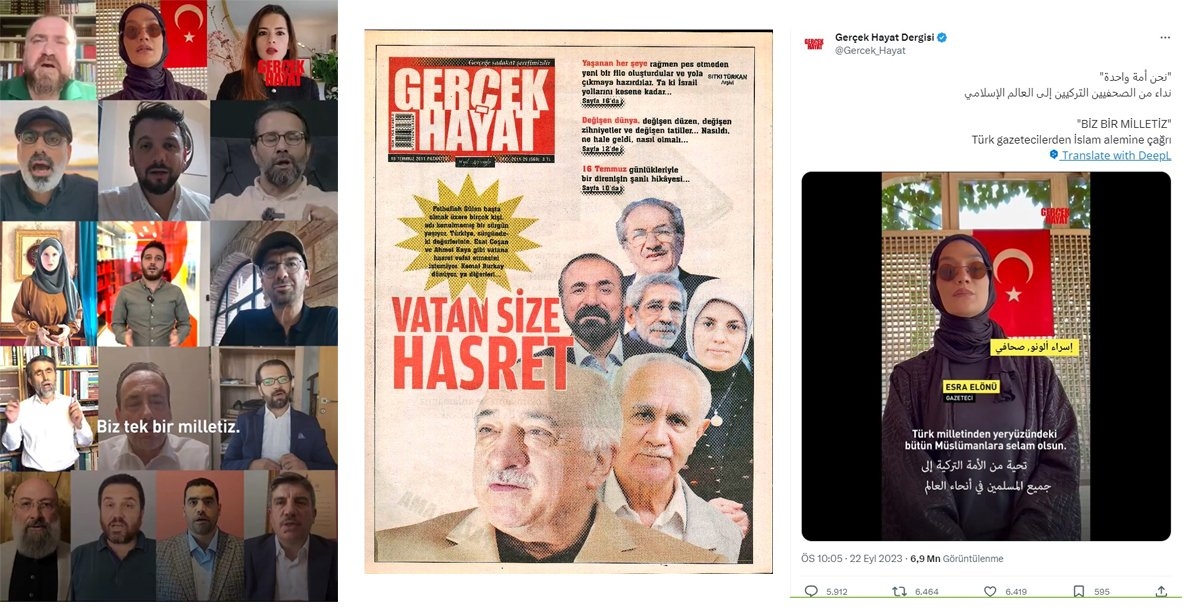 GERÇEK
HAYAT
Biz tek bir milletiz.
Gerçeğe sadakat şerefimizdir
GERÇEK
HAYAT
Yaşanan her şeye rağmen pes etmeden
yeni bir filo oluşturdular ve yola
çıkmaya hazırdılar. Ta ki İsrail
yollarını kesene kadar...
Sayfa 16'da
SITKI TÜRKAN
Değişen dünya, değişen düzen, değişen
zihniyetler ve değişen tatiller... Nasıldı,
ne hale geldi, nasıl olmalı...
Sayfa 12'de
16 Temmuz günlükleriyle
bir direnişin şanlı hikâyesi...
Sayfa 10'da
Fethullah Gülen başta
olmak üzere birçok kişi,
adı konulmamış bir sürgün
yaşıyor. Türkiye, sürgünde-
ki değerlerinin, Esat Coşan
ve Ahmet Kaya gibi vatana
hasret vefat etmesini
istemiyor. Kemal Burkay
dönüyor, ya diğerleri...
VATAN SİZE
HASRET
GERÇEK
HAYAT
Gerçek Hayat Dergisi
@Gercek_Hayat
"نحن أمة واحدة"
نداء من الصحفيين التركيين إلى العالم الإسلامي
"BİZ BİR MİLLETİZ"
Türk gazetecilerden İslam alemine çağrı
Translate with DeepL
GERÇEK
HAYAT
إسراء ألونو, صحافي
ESRA ELÖNÜ
GAZETECİ
Türk milletinden yeryüzündeki
bütün Müslümanlara selam olsun.
تحية من الأمة التركية إلى
جميع المسلمين في أنحاء العالم
ÖS 10:05 · 22 Eyl 2023 · 6,9 Mn Görüntülenme
5.912 6.464 6.419 595